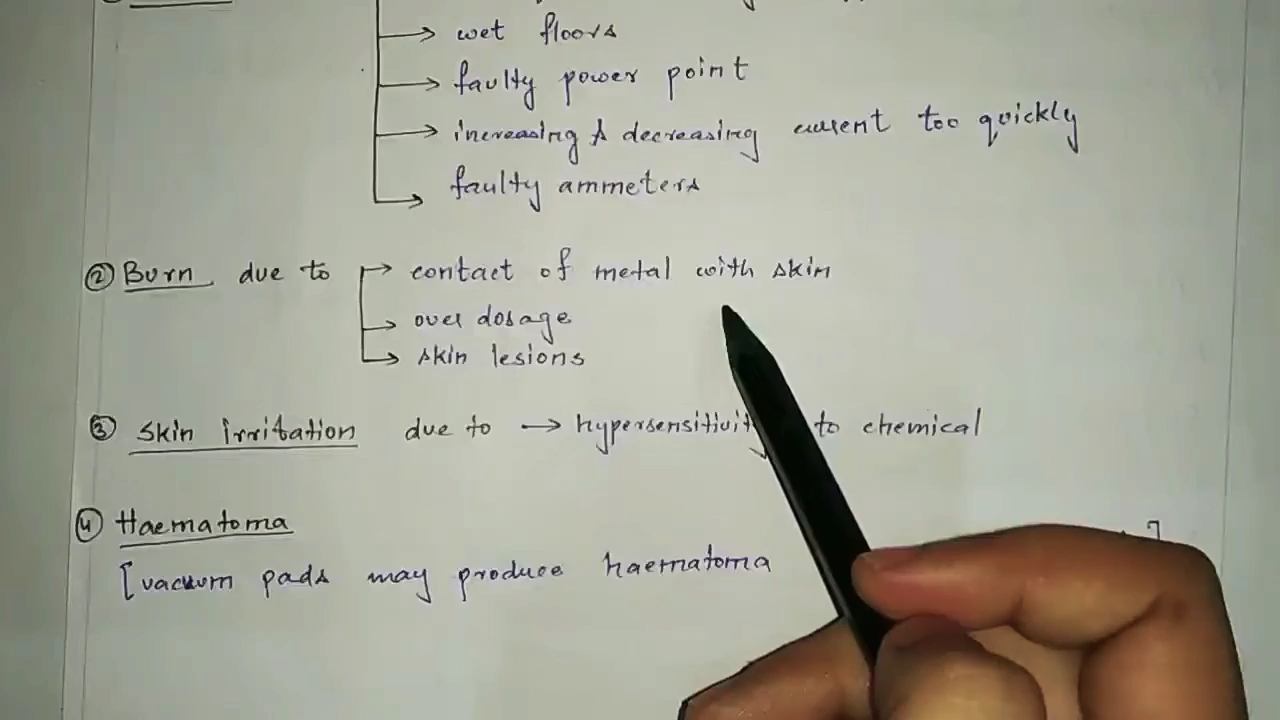 → wet floors
→ faulty power point
→ increasing & decreasing current too quickly
→ faulty ammeters
② Burn due to → contact of metal with skin
→ over dosage
→ skin lesions
③ Skin irritation due to → hypersensitivity to chemical
④ Haematoma
[vacuum pads may produce haematoma ]